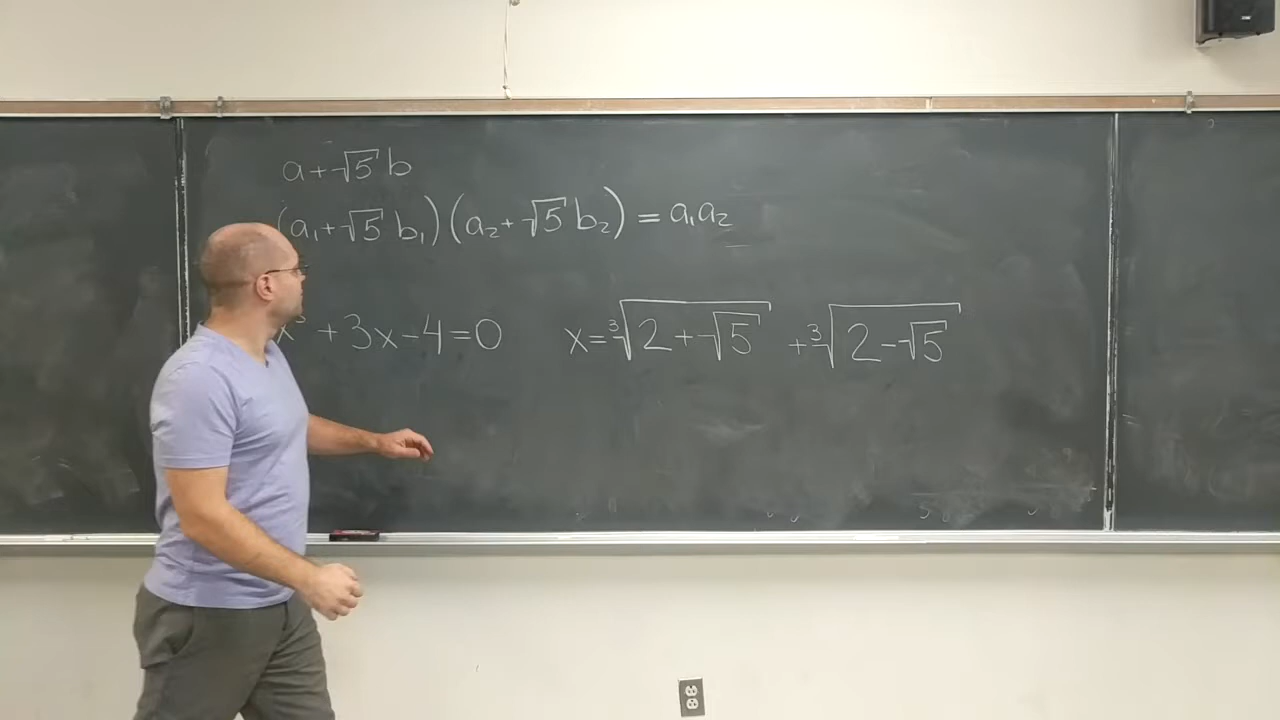 a+√5 b
(a₁+√5 b₁)(a₂+√5 b₂) = a₁a₂
x³ +3x-4=0 x=∛(2+√5) +∛(2-√5)